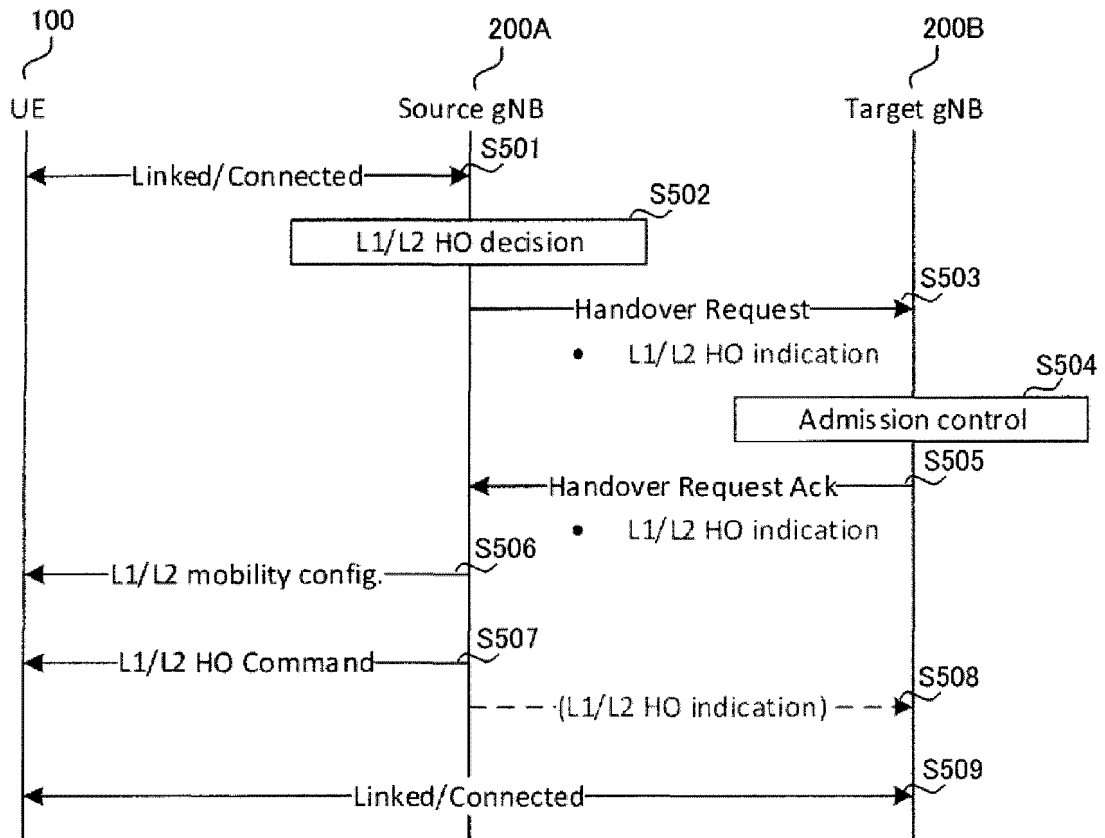 100
200A
200B
UE
Source gNB
Target gNB
S501
Linked/Connected
S502
L1/L2 HO decision
S503
Handover Request
• L1/L2 HO indication
S504
Admission control
S505
Handover Request Ack
• L1/L2 HO indication
S506
L1/L2 mobility config.
S507
L1/L2 HO Command
S508
(L1/L2 HO indication)
S509
Linked/Connected